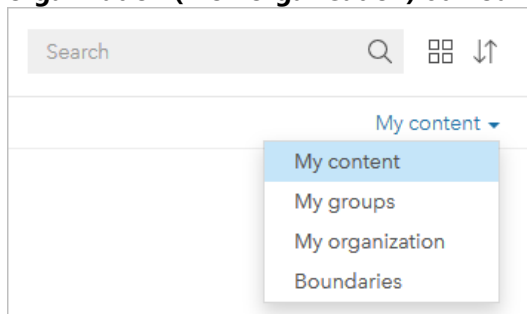 Search
My content
My content
My groups
My organization
Boundaries